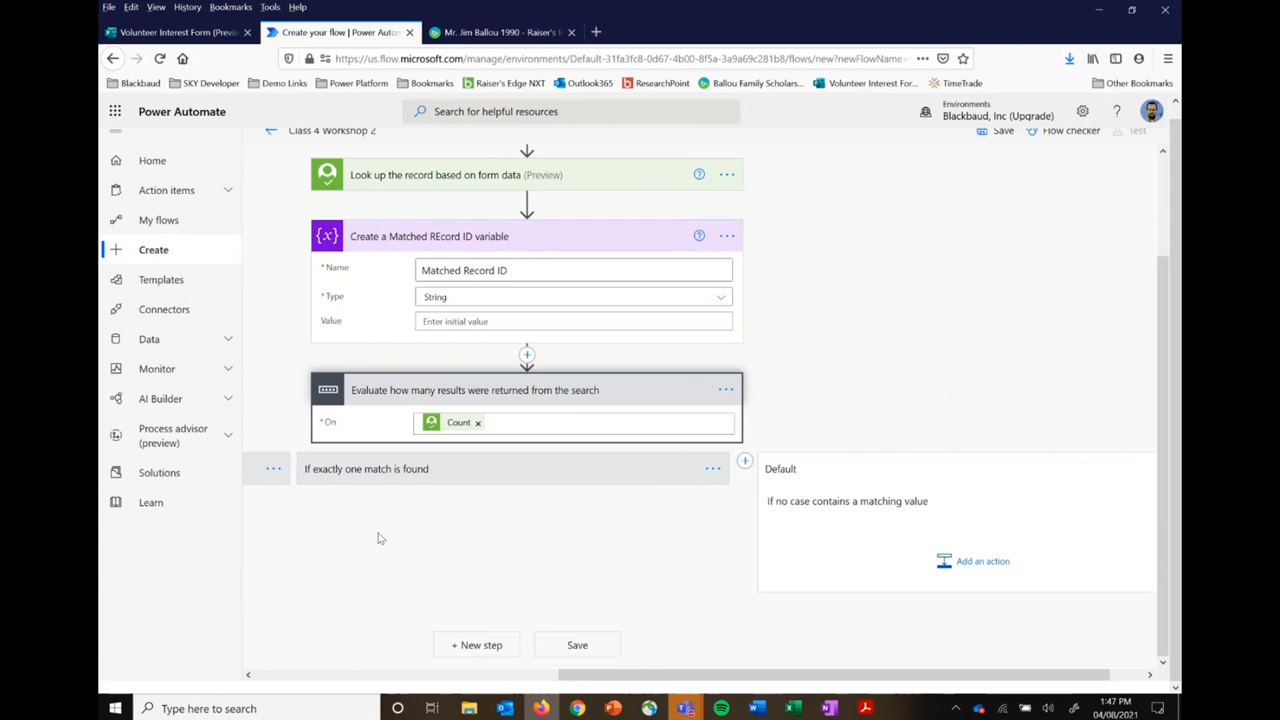 File Edit View History Bookmarks Tools Help
Volunteer Interest Form (Previe × Create your flow | Power Autom × Mr. Jim Ballou 1990 - Raiser's E × +
https://us.flow.microsoft.com/manage/environments/Default-31fa3fc8-0d67-4b00-8f5a-3a9a69c281b8/flows/new?newFlowName=
Blackbaud SKY Developer Demo Links Power Platform Bookmarks Raiser's Edge NXT Outlook365 ResearchPoint Ballou Family Scholars... Volunteer Interest For... TimeTrade Other Bookmarks
Power Automate
Search for helpful resources
Environments
Blackbaud, Inc (Upgrade)
Class 4 Workshop 2
Save Flow checker Test
Home
Action items
My flows
Create
Templates
Connectors
Data
Monitor
AI Builder
Process advisor
(preview)
Solutions
Learn
Look up the record based on form data (Preview)
Create a Matched REcord ID variable
* Name Matched Record ID
* Type String
Value Enter initial value
Evaluate how many results were returned from the search
* On Count ×
If exactly one match is found
Default
If no case contains a matching value
Add an action
+ New step Save
Type here to search
1:47 PM
04/08/2021